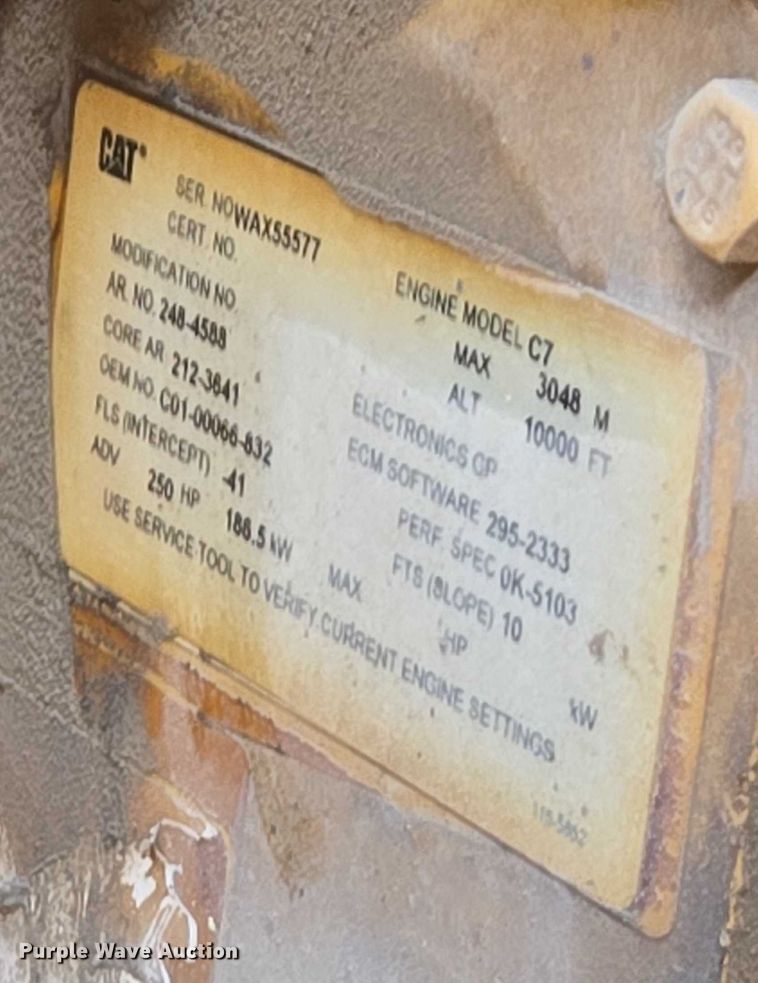 CAT
SER. NO WAX55577
CERT. NO.
MODIFICATION NO
AR. NO. 248-4588
CORE AR 212-3641
OEM NO. C01-00066-832
FLS (INTERCEPT) -41
ADV 250 HP 186.5 kW
ENGINE MODEL C7
MAX 3048 M
ALT 10000 FT
ELECTRONICS GP
ECM SOFTWARE 295-2333
PERF. SPEC 0K-5103
FTS (SLOPE) 10
MAX HP kW
USE SERVICE TOOL TO VERIFY CURRENT ENGINE SETTINGS
Purple Wave Auction